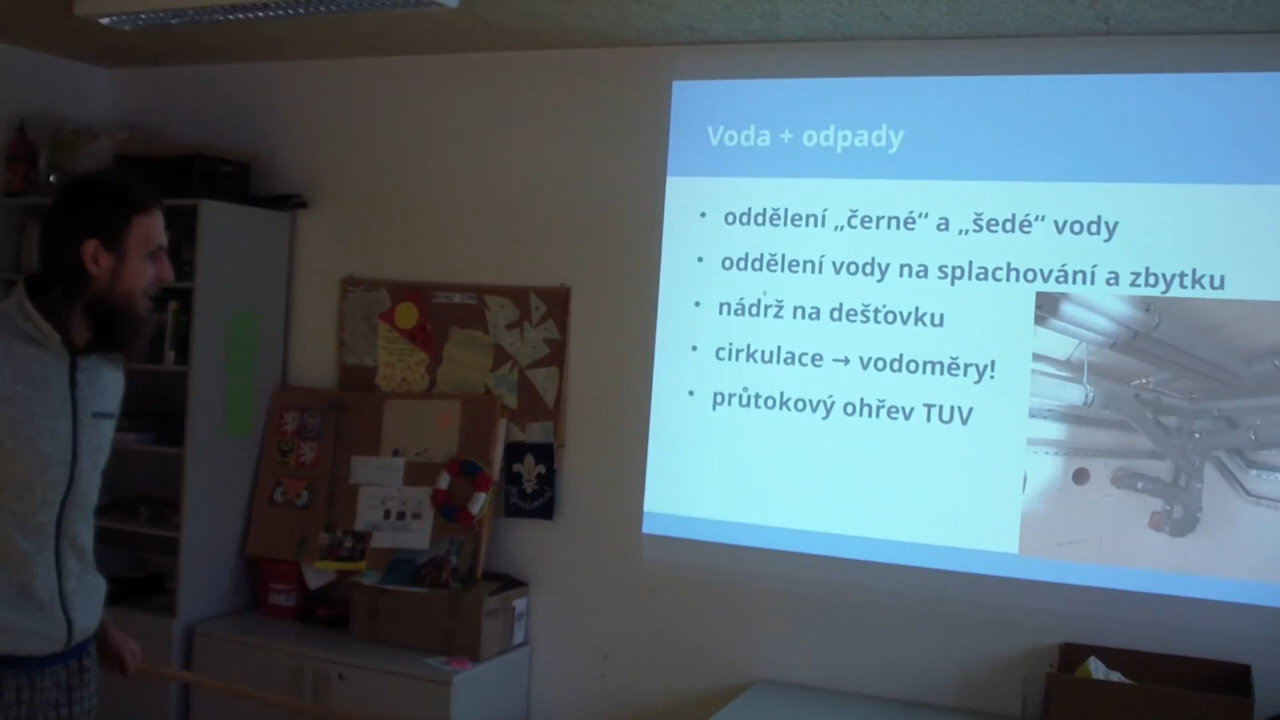 Voda + odpady
• oddělení „černé“ a „šedé“ vody
• oddělení vody na splachování a zbytku
• nádrž na dešťovku
• cirkulace → vodoměry!
• průtokový ohřev TUV